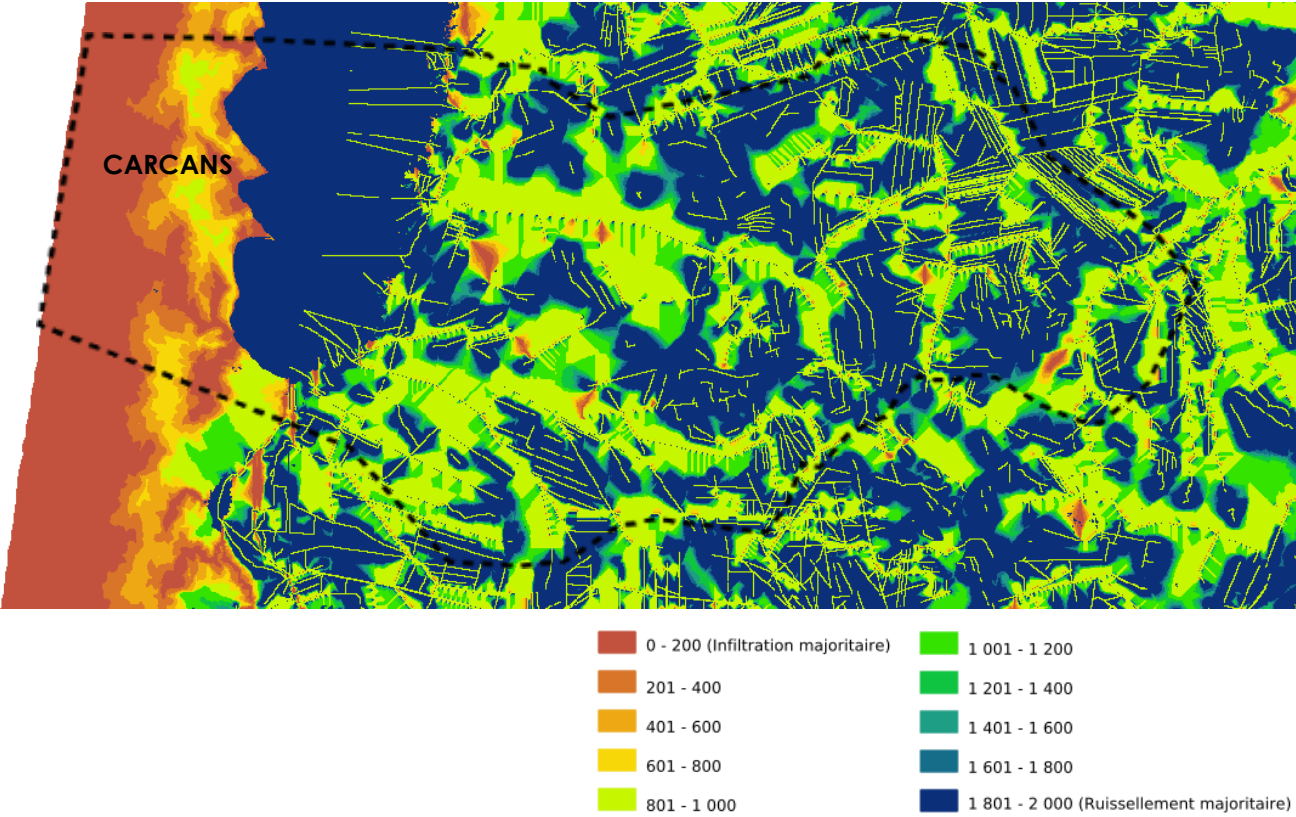 CARCANS
0 - 200 (Infiltration majoritaire)
201 - 400
401 - 600
601 - 800
801 - 1 000
1 001 - 1 200
1 201 - 1 400
1 401 - 1 600
1 601 - 1 800
1 801 - 2 000 (Ruissellement majoritaire)